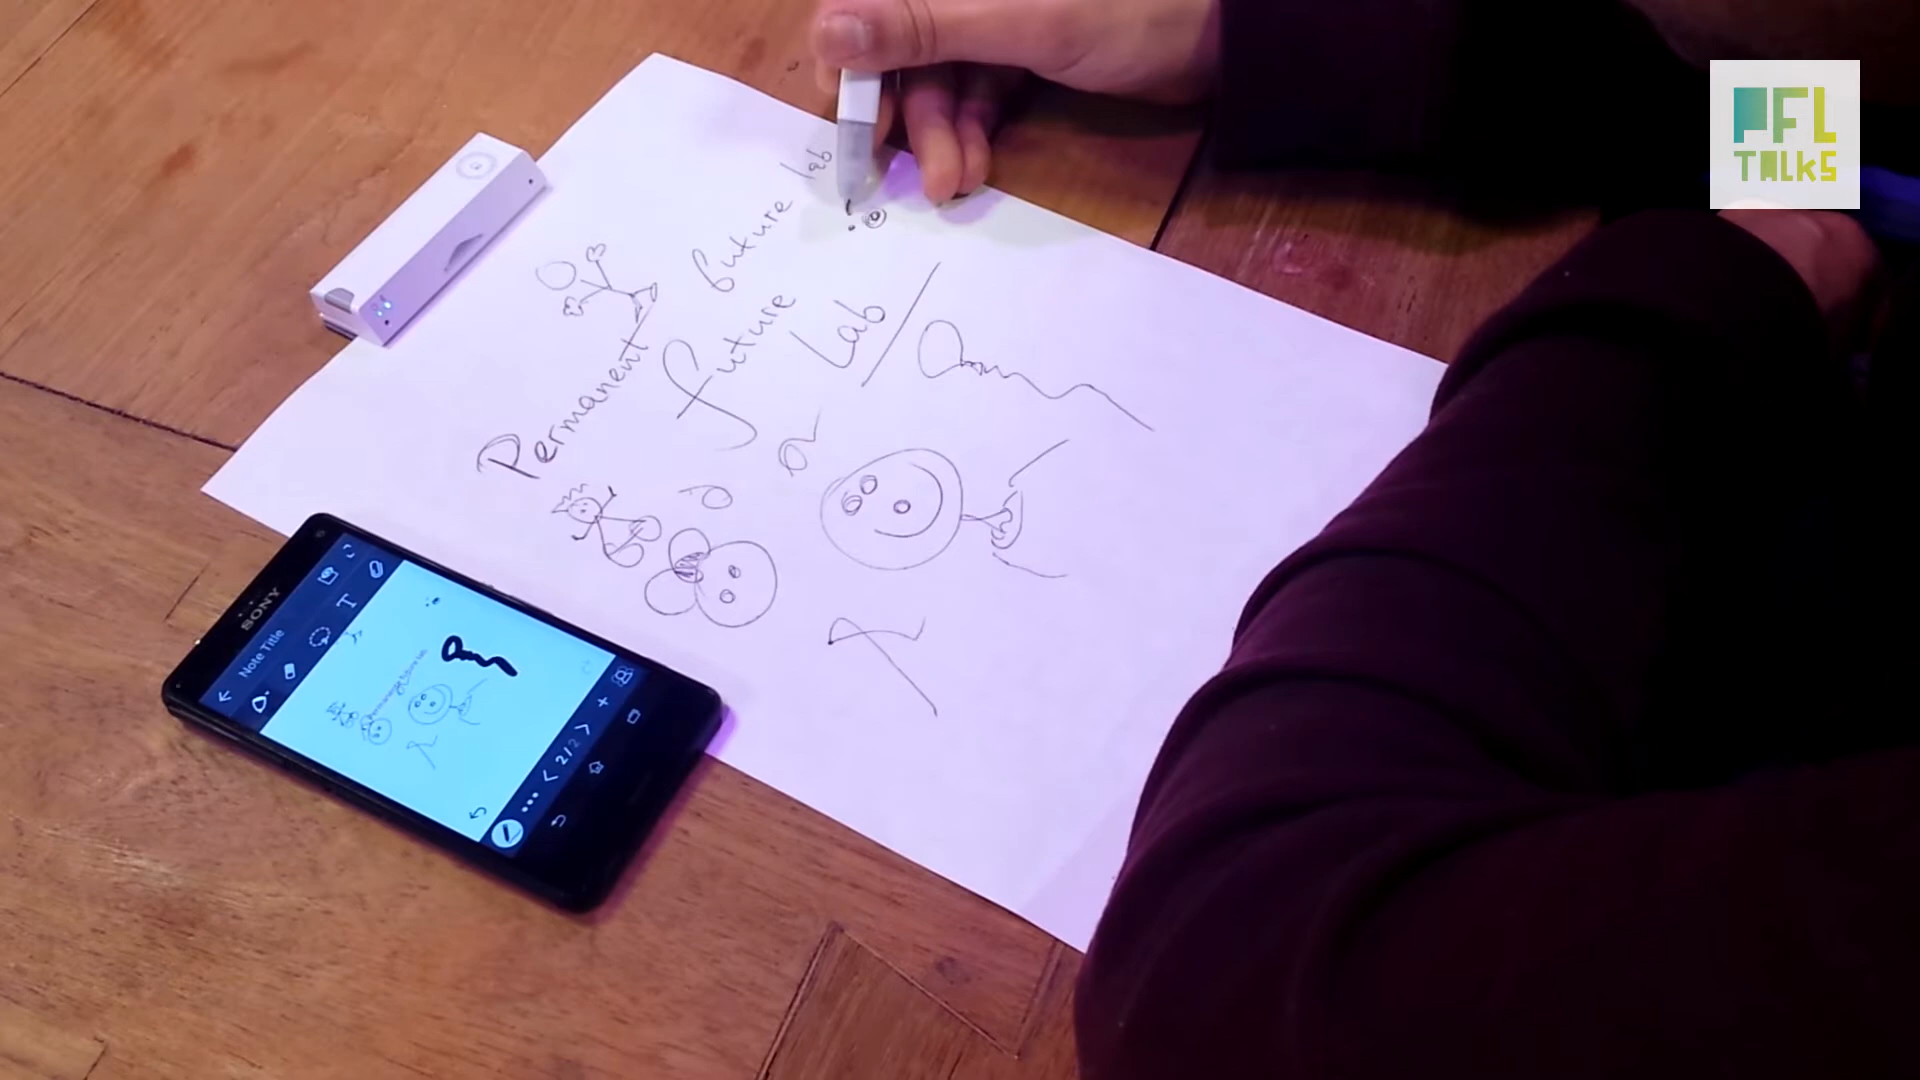 PFL
TALKS
Permanent
future
Lab
future
lab
SONY
Note Title
T
2/2